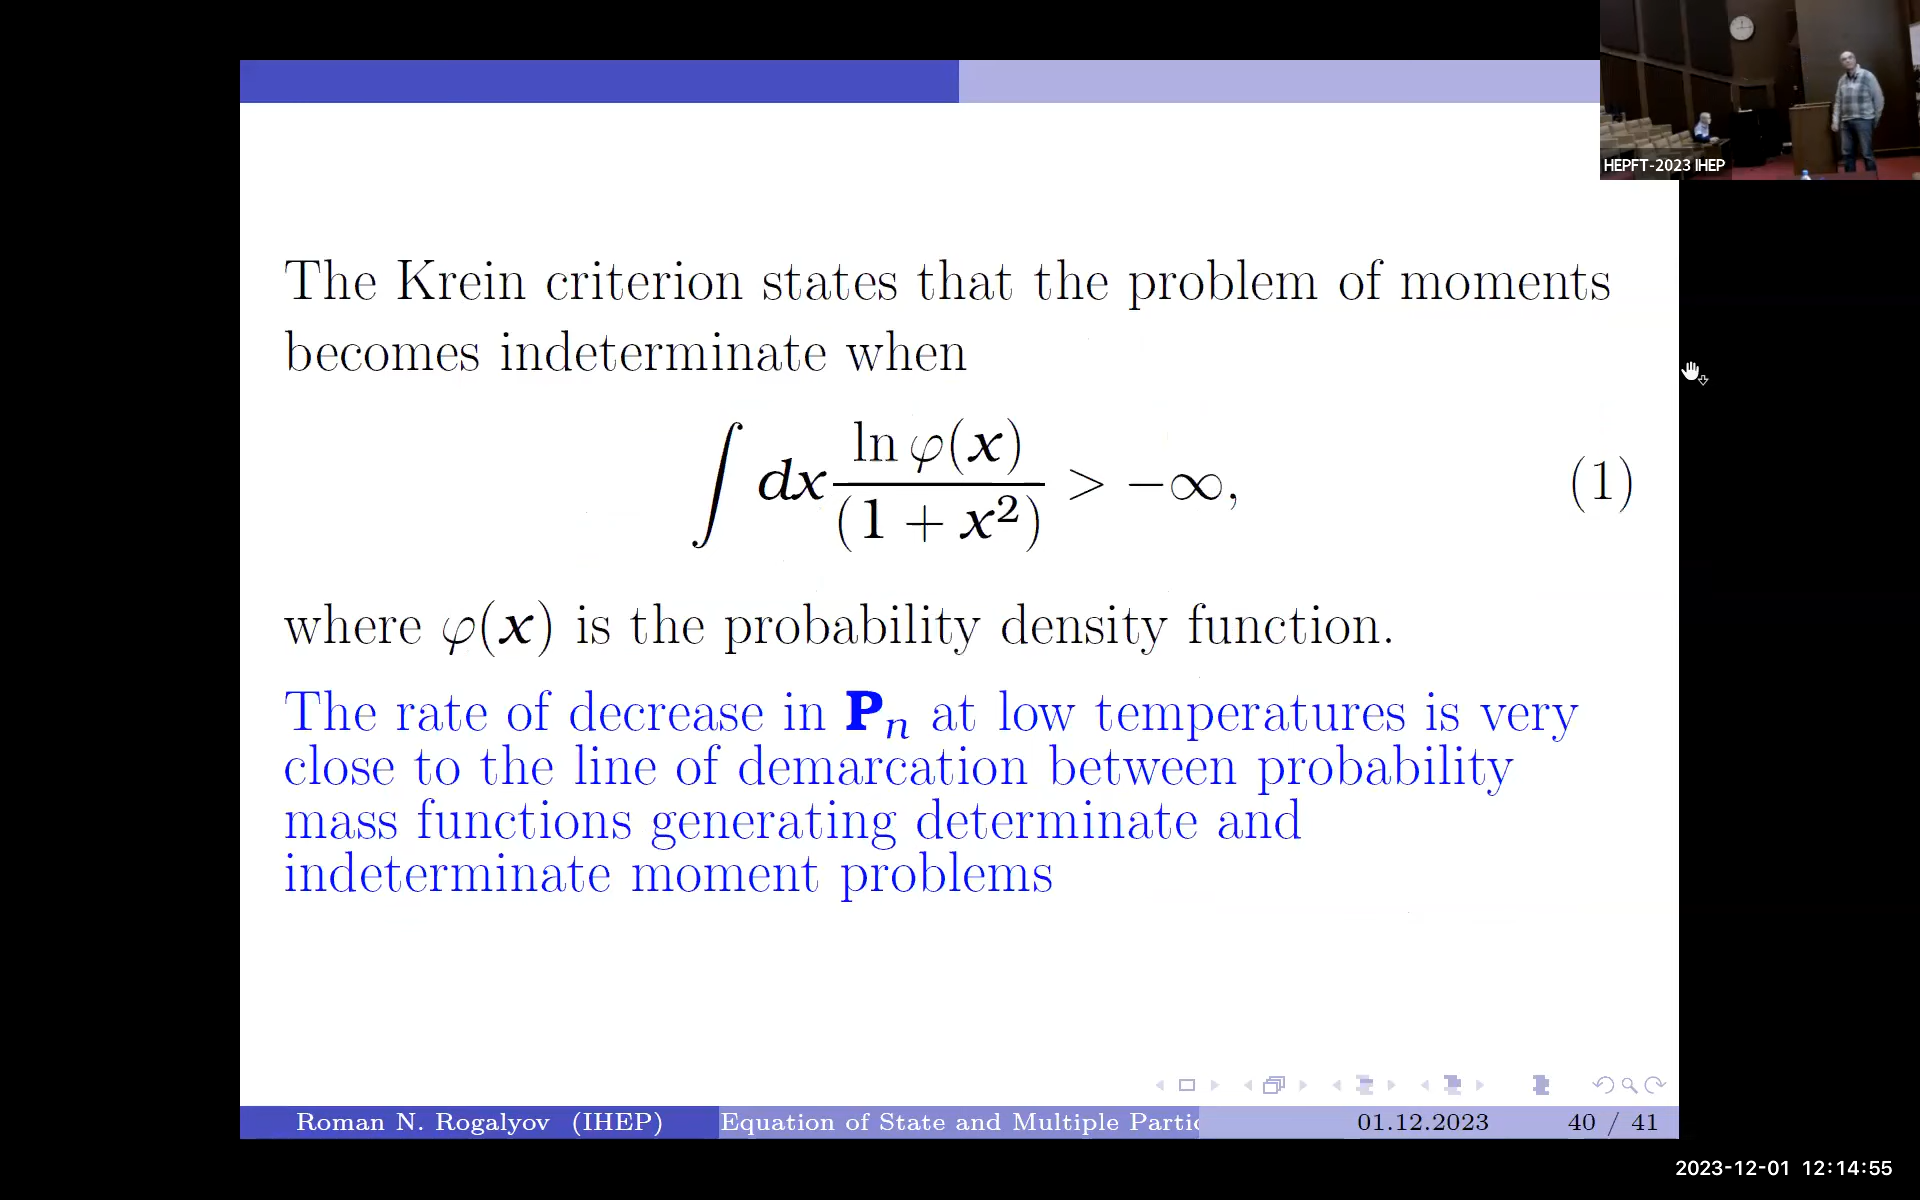 HEPFT-2023 IHEP
The Krein criterion states that the problem of moments
becomes indeterminate when
∫ dx ln φ(x) / (1 + x²) > −∞, (1)
where φ(x) is the probability density function.
The rate of decrease in Pₙ at low temperatures is very
close to the line of demarcation between probability
mass functions generating determinate and
indeterminate moment problems
Roman N. Rogalyov (IHEP) Equation of State and Multiple Partic 01.12.2023 40 / 41
2023-12-01 12:14:55